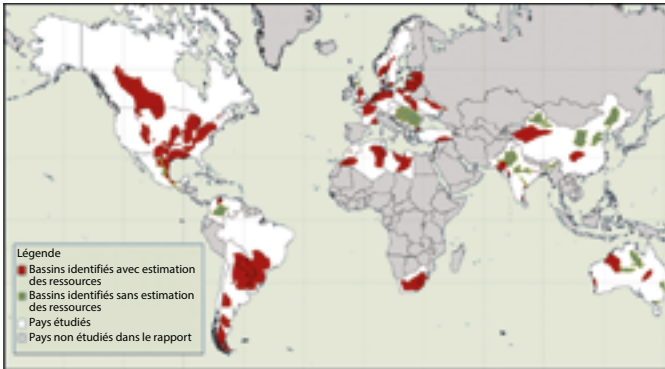 Légende
Bassins identifiés avec estimation
des ressources
Bassins identifiés sans estimation
des ressources
Pays étudiés
Pays non étudiés dans le rapport